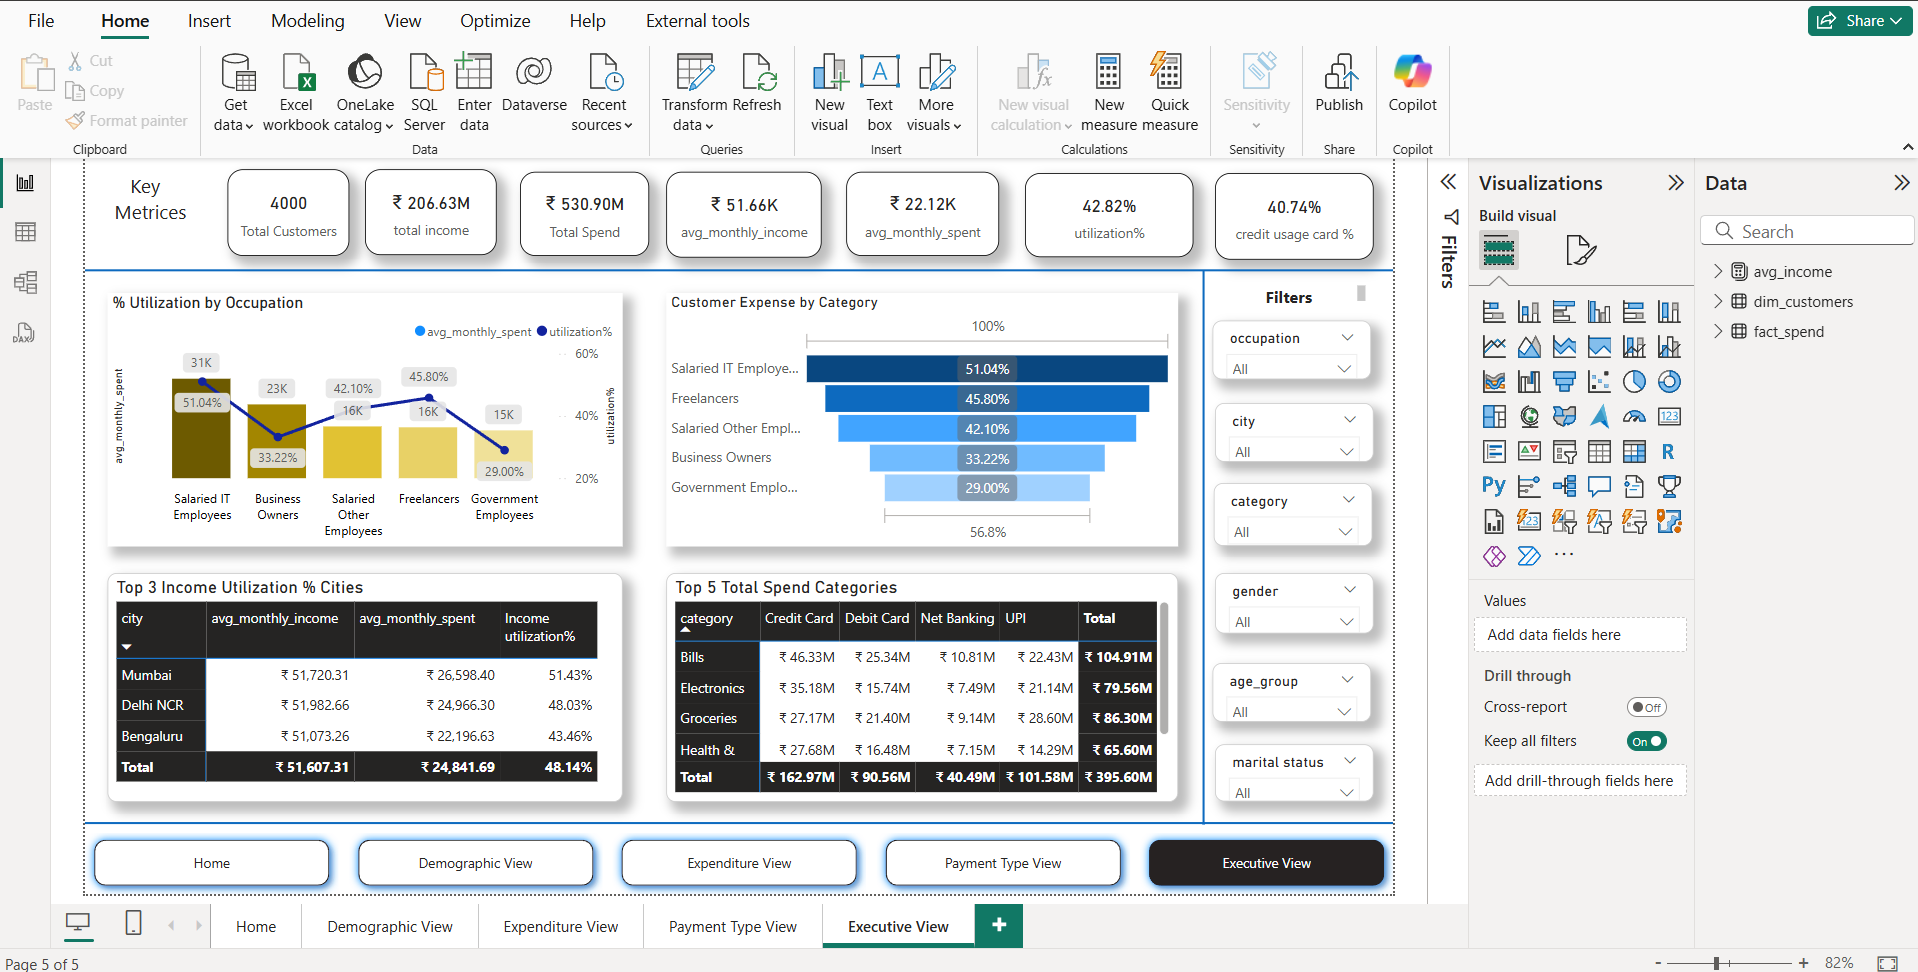 File Home Insert Modeling View Optimize Help External tools Share
Paste Cut
Copy
Format painter
Clipboard
Get data Excel workbook OneLake catalog SQL Server Enter data Dataverse Recent sources
Data
Transform data Refresh
Queries
New visual Text box More visuals
Insert
New visual calculation New measure Quick measure
Calculations
Sensitivity
Sensitivity
Publish
Share
Copilot
Copilot
Key Metrices
4000
Total Customers
₹ 206.63M
total income
₹ 530.90M
Total Spend
₹ 51.66K
avg_monthly_income
₹ 22.12K
avg_monthly_spent
42.82%
utilization%
40.74%
credit usage card %
% Utilization by Occupation
avg_monthly_spent utilization%
avg_monthly_spent
utilization%
60%
40%
20%
31K
51.04%
23K
33.22%
42.10%
16K
45.80%
16K
15K
29.00%
Salaried IT Employees
Business Owners
Salaried Other Employees
Freelancers
Government Employees
Customer Expense by Category
100%
Salaried IT Employe... 51.04%
Freelancers 45.80%
Salaried Other Empl... 42.10%
Business Owners 33.22%
Government Emplo... 29.00%
56.8%
Top 3 Income Utilization % Cities
city avg_monthly_income avg_monthly_spent Income utilization%
Mumbai ₹ 51,720.31 ₹ 26,598.40 51.43%
Delhi NCR ₹ 51,982.66 ₹ 24,966.30 48.03%
Bengaluru ₹ 51,073.26 ₹ 22,196.63 43.46%
Total ₹ 51,607.31 ₹ 24,841.69 48.14%
Top 5 Total Spend Categories
category Credit Card Debit Card Net Banking UPI Total
Bills ₹ 46.33M ₹ 25.34M ₹ 10.81M ₹ 22.43M ₹ 104.91M
Electronics ₹ 35.18M ₹ 15.74M ₹ 7.49M ₹ 21.14M ₹ 79.56M
Groceries ₹ 27.17M ₹ 21.40M ₹ 9.14M ₹ 28.60M ₹ 86.30M
Health & ₹ 27.68M ₹ 16.48M ₹ 7.15M ₹ 14.29M ₹ 65.60M
Total ₹ 162.97M ₹ 90.56M ₹ 40.49M ₹ 101.58M ₹ 395.60M
Filters
occupation
All
city
All
category
All
gender
All
age_group
All
marital status
All
Home
Demographic View
Expenditure View
Payment Type View
Executive View
Filters
Visualizations
Build visual
Values
Add data fields here
Drill through
Cross-report Off
Keep all filters On
Add drill-through fields here
Data
Search
avg_income
dim_customers
fact_spend
Home Demographic View Expenditure View Payment Type View Executive View +
Page 5 of 5
- + 82%
DAX
123
R
Py
123